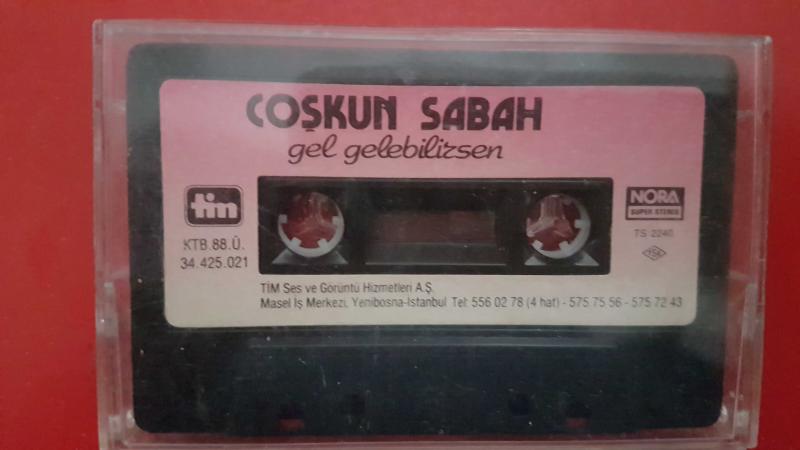 COŞKUN SABAH
gel gelebilirsen
tim
NORA
SUPER STEREO
KTB.88.Ü.
34.425.021
TS 2240
TSE
TİM Ses ve Görüntü Hizmetleri A.Ş.
Masel İş Merkezi, Yenibosna-İstanbul Tel: 556 02 78 (4 hat) - 575 75 56 - 575 72 43